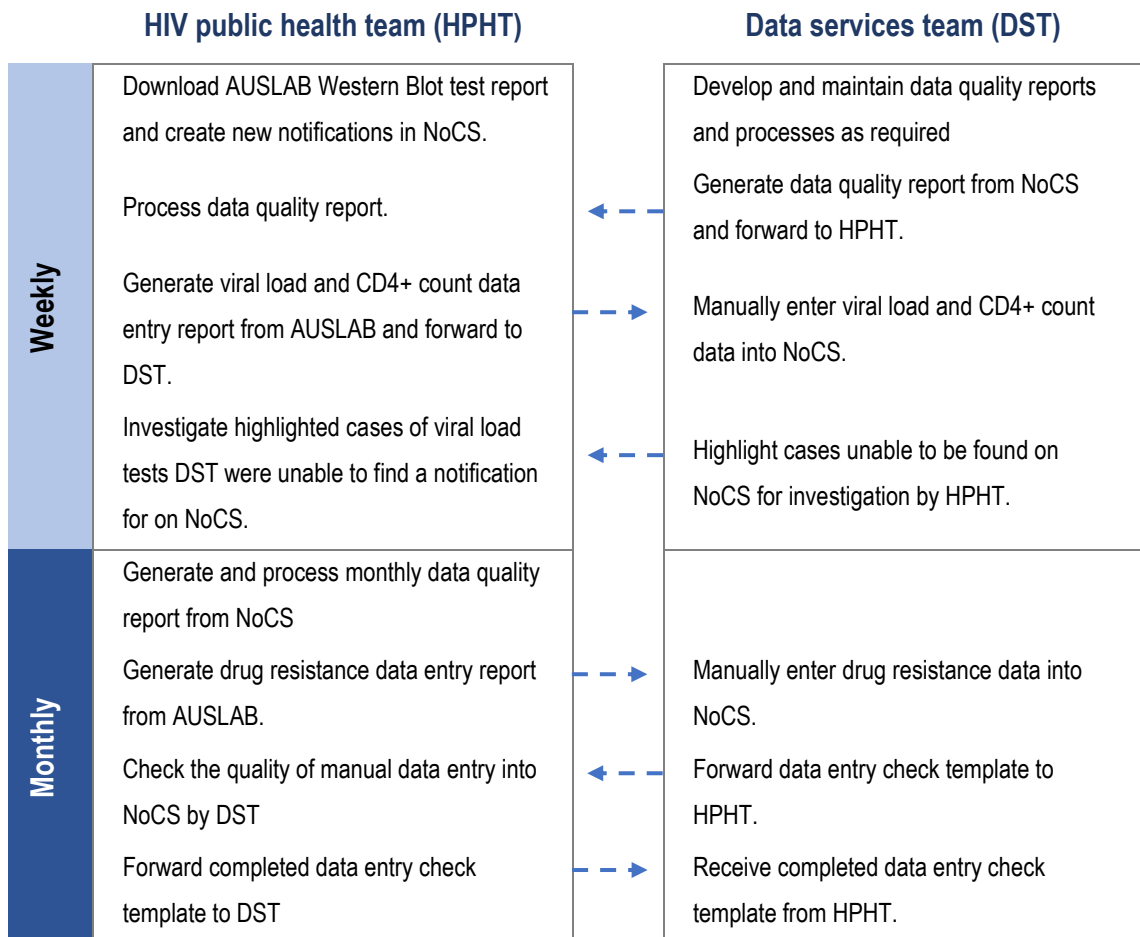 HIV public health team (HPHT)
Data services team (DST)
Weekly
Download AUSLAB Western Blot test report
and create new notifications in NoCS.
Develop and maintain data quality reports
and processes as required
Process data quality report.
Generate data quality report from NoCS
and forward to HPHT.
Generate viral load and CD4+ count data
entry report from AUSLAB and forward to
DST.
Manually enter viral load and CD4+ count
data into NoCS.
Investigate highlighted cases of viral load
tests DST were unable to find a notification
for on NoCS.
Highlight cases unable to be found on
NoCS for investigation by HPHT.
Monthly
Generate and process monthly data quality
report from NoCS
Generate drug resistance data entry report
from AUSLAB.
Manually enter drug resistance data into
NoCS.
Check the quality of manual data entry into
NoCS by DST
Forward data entry check template to
HPHT.
Forward completed data entry check
template to DST
Receive completed data entry check
template from HPHT.